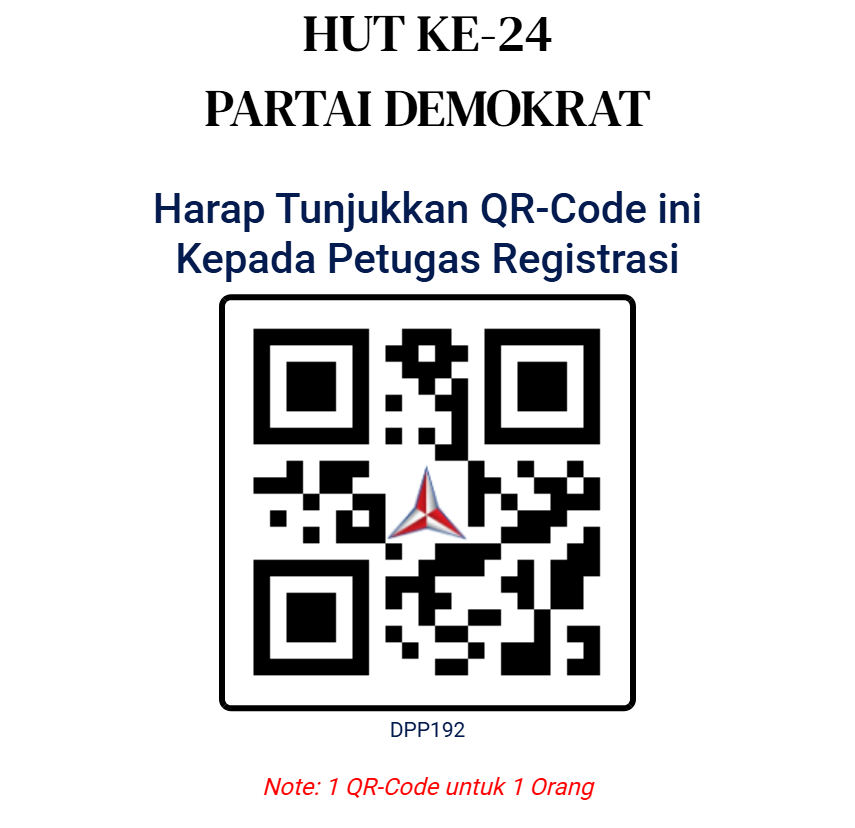 HUT KE-24
PARTAI DEMOKRAT
Harap Tunjukkan QR-Code ini
Kepada Petugas Registrasi
DPP192
Note: 1 QR-Code untuk 1 Orang